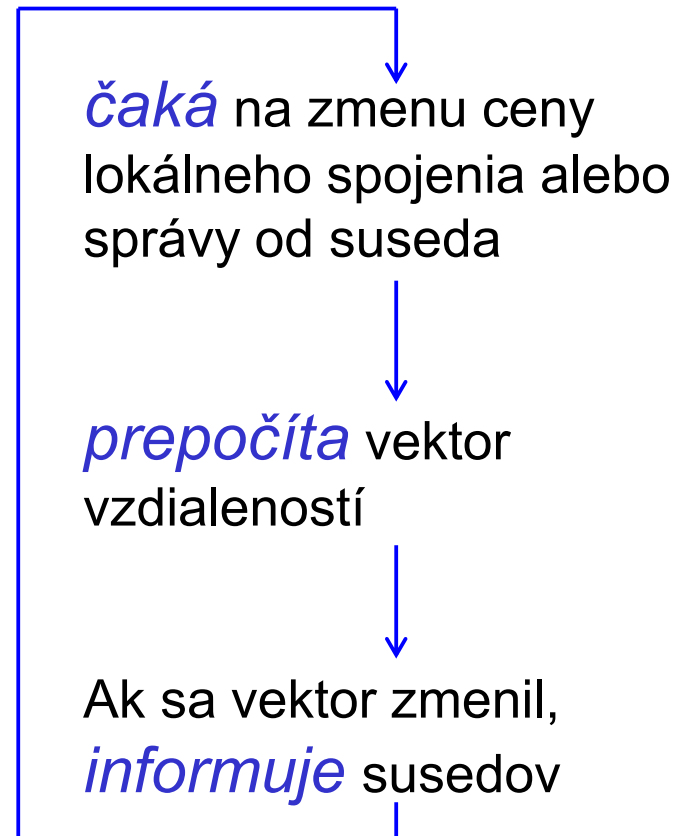 čaká na zmenu ceny
lokálneho spojenia alebo
správy od suseda
prepočíta vektor
vzdialeností
Ak sa vektor zmenil,
informuje susedov